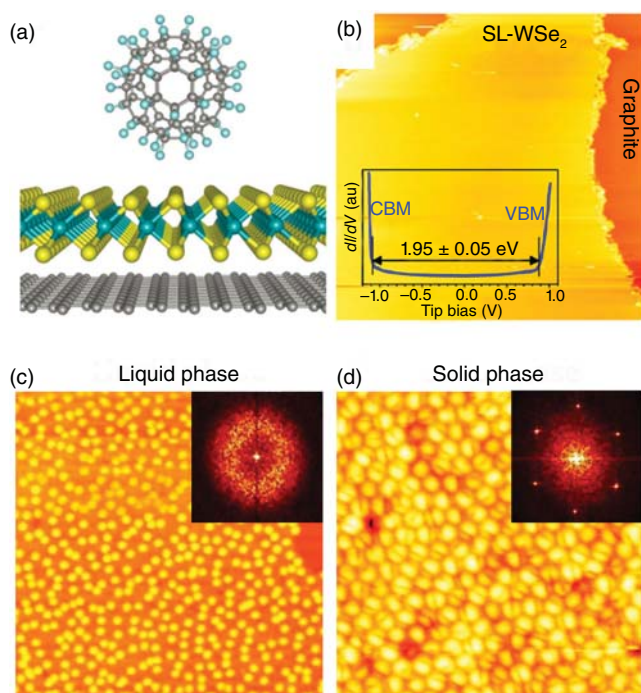 (a)
(b)
SL-WSe₂
Graphite
dI/dV (au)
CBM
VBM
1.95 ± 0.05 eV
−1.0 −0.5 0.0 0.5 1.0
Tip bias (V)
(c) Liquid phase
(d) Solid phase